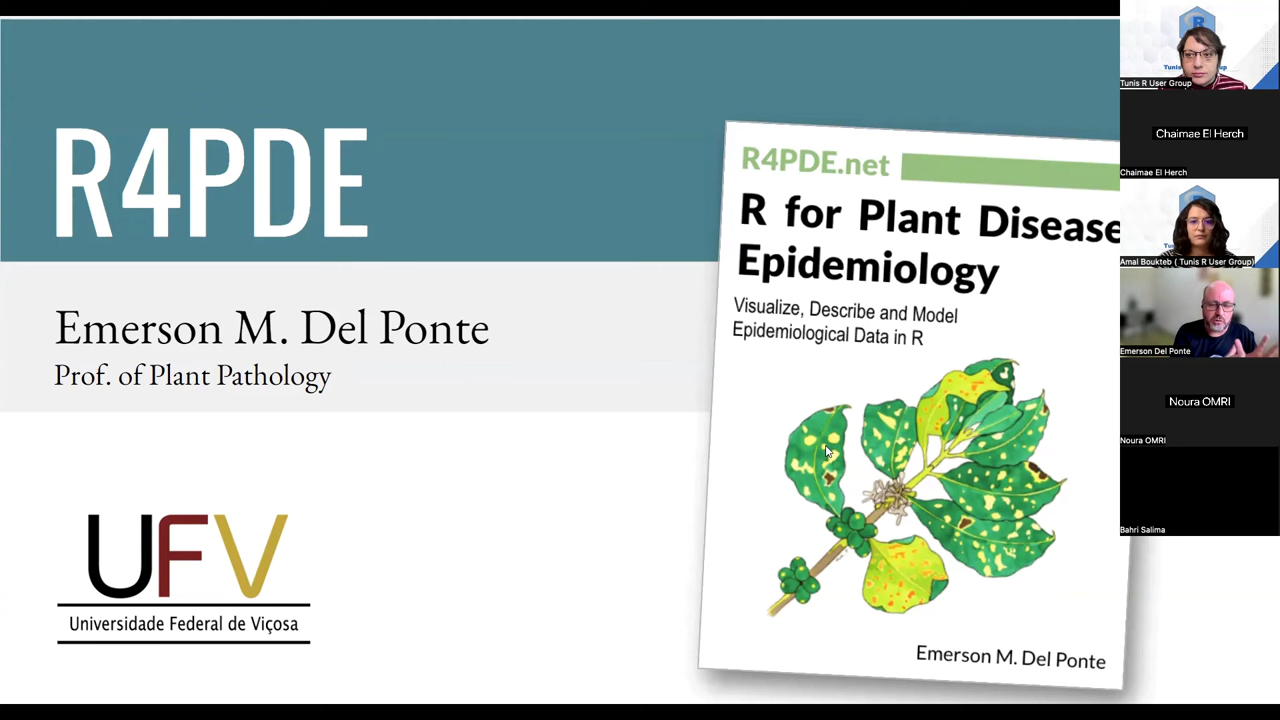 R4PDE
Emerson M. Del Ponte
Prof. of Plant Pathology
UFV
Universidade Federal de Viçosa
R4PDE.net
R for Plant Disease
Epidemiology
Visualize, Describe and Model
Epidemiological Data in R
Emerson M. Del Ponte
R
Tunis R User Group
Chaimae El Herch
Chaimae El Herch
Amal Boukteb ( Tunis R User Group)
Emerson Del Ponte
Noura OMRI
Noura OMRI
Bahri Salima